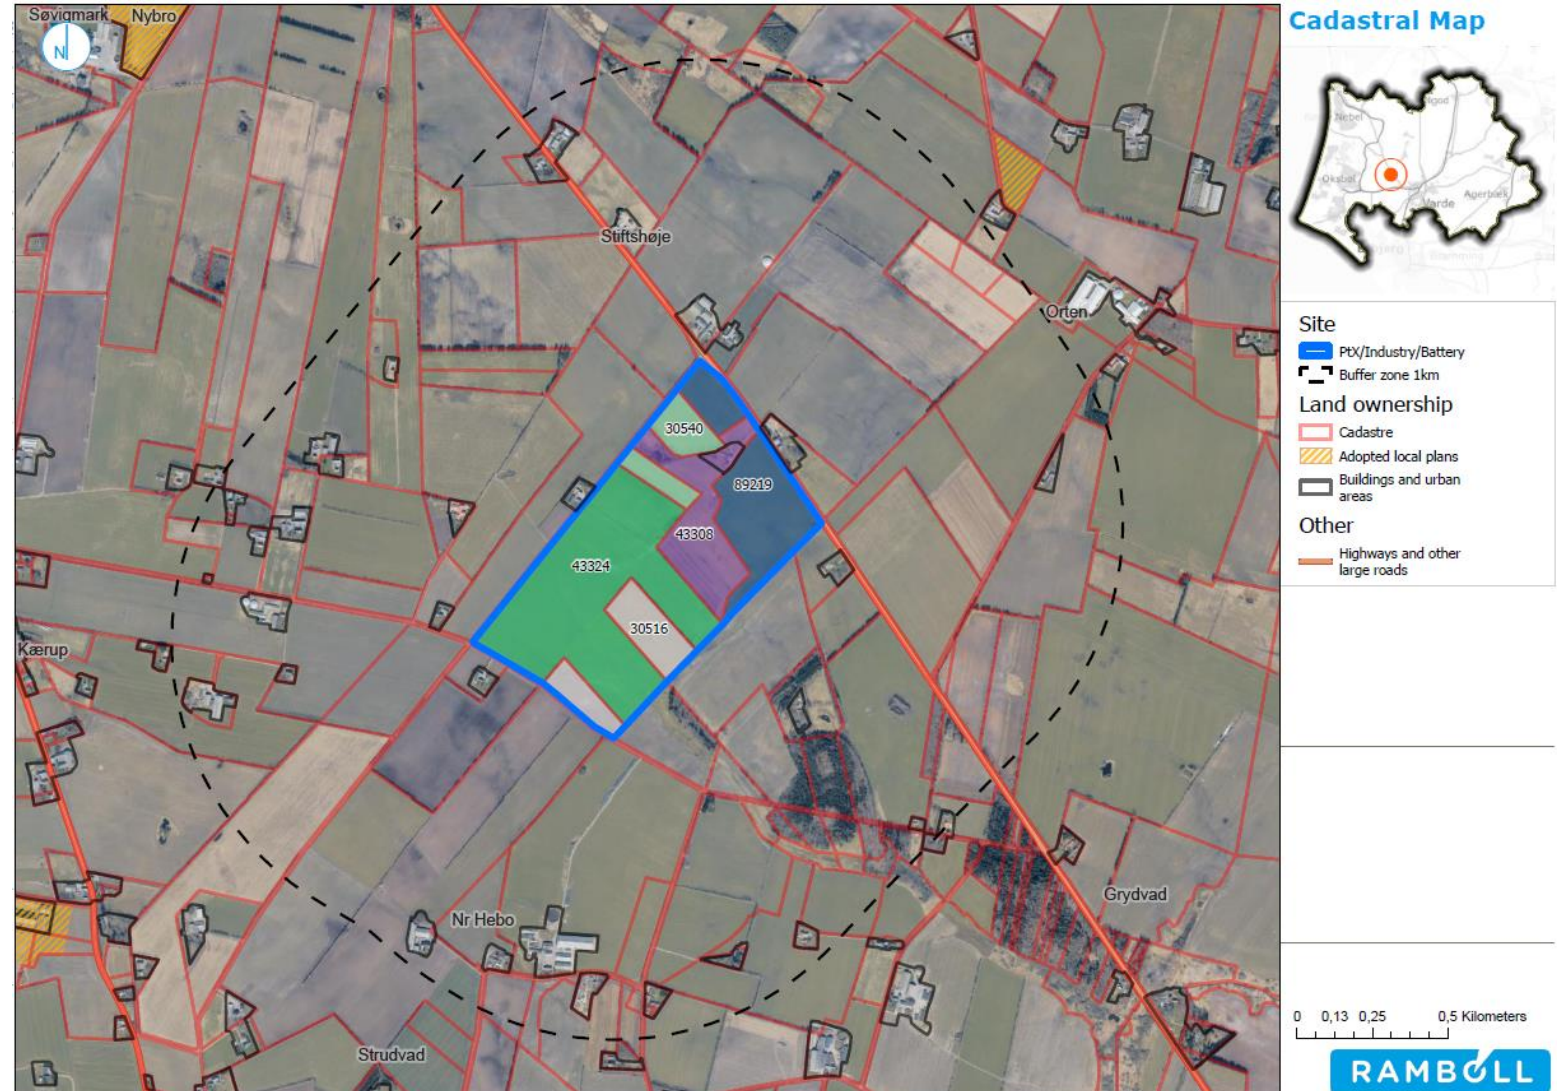 Søvigmark
Nybro
N
Stiftshøje
Orten
30540
89219
43308
43324
30516
Kærup
Nr Hebo
Grydvad
Strudvad
Cadastral Map
Nebel
Oksbøl
Varde
Agerbæk
Site
PtX/Industry/Battery
Buffer zone 1km
Land ownership
Cadastre
Adopted local plans
Buildings and urban
areas
Other
Highways and other
large roads
0 0,13 0,25 0,5 Kilometers
RAMBOLL